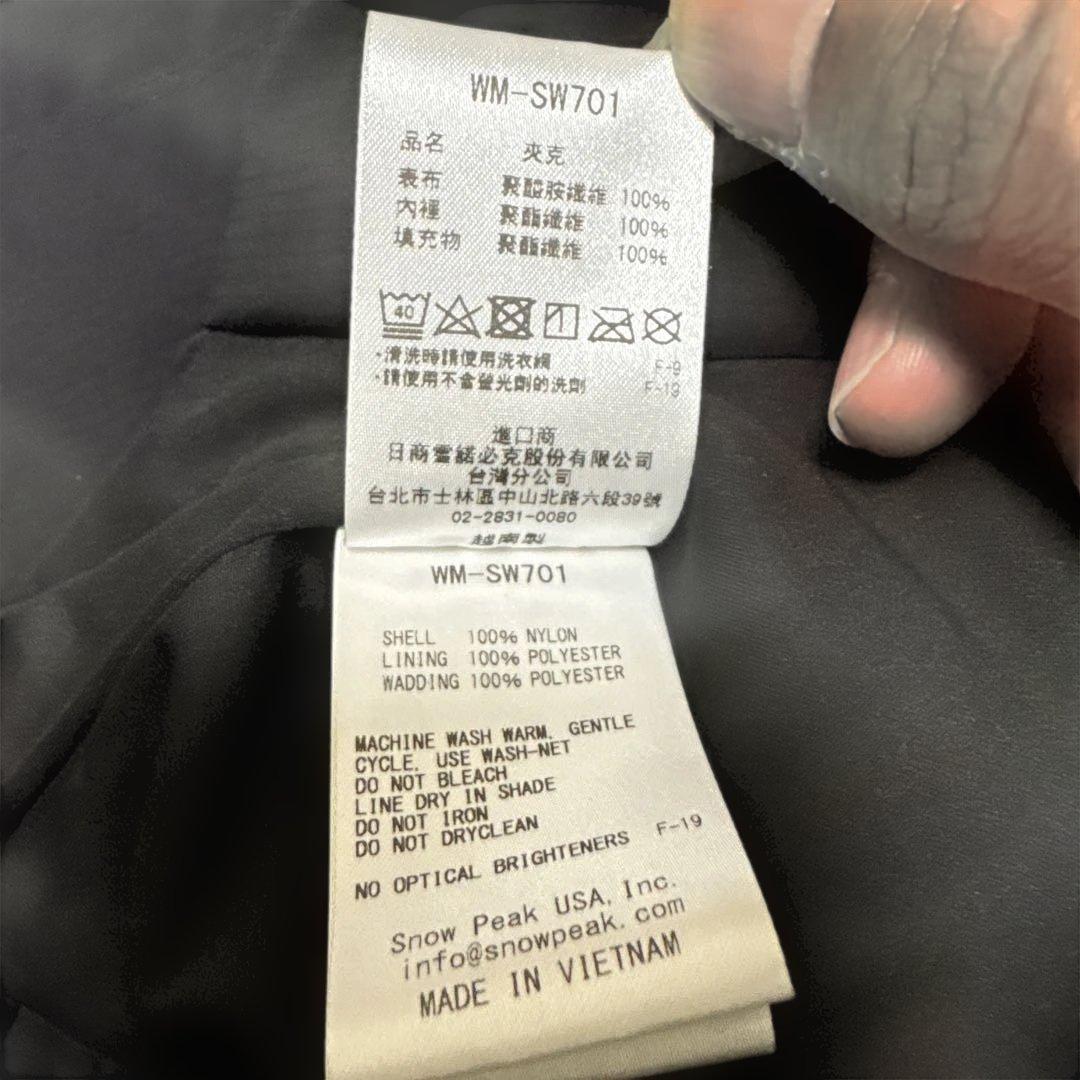 WM-SW701
品名 夾克
表布 聚醯胺纖維 100%
內裡 聚酯纖維 100%
填充物 聚酯纖維 100%
40
・清洗時請使用洗衣網 F-9
・請使用不含螢光劑的洗劑 F-19
進口商
日商雪諾必克股份有限公司
台灣分公司
台北市士林區中山北路六段39號
02-2831-0080
越南製
WM-SW701
SHELL 100% NYLON
LINING 100% POLYESTER
WADDING 100% POLYESTER
MACHINE WASH WARM, GENTLE
CYCLE, USE WASH-NET
DO NOT BLEACH
LINE DRY IN SHADE
DO NOT IRON
DO NOT DRYCLEAN
NO OPTICAL BRIGHTENERS F-19
Snow Peak USA, Inc.
info@snowpeak.com
MADE IN VIETNAM